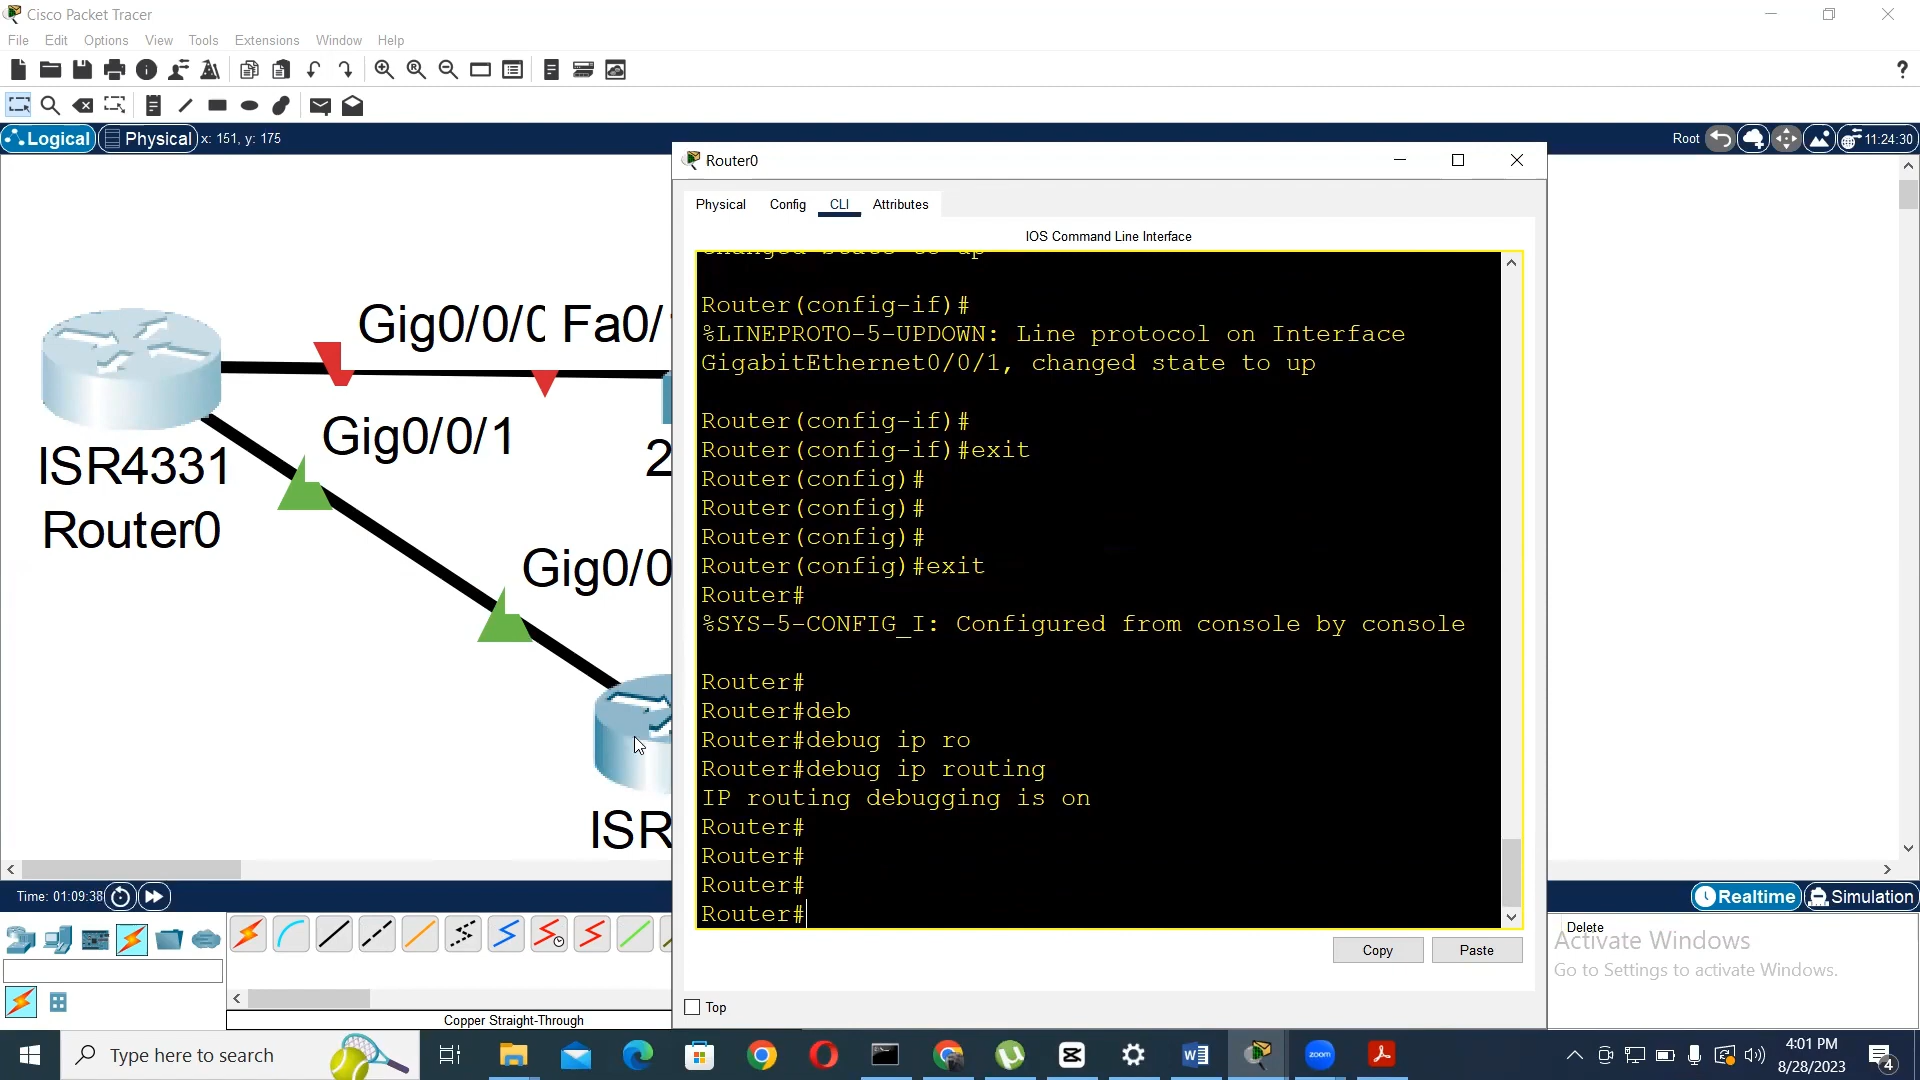 Cisco Packet Tracer
File Edit Options View Tools Extensions Window Help
Logical Physical x: 151, y: 175
Root 11:24:30
Router0
Physical Config CLI Attributes
IOS Command Line Interface
Router(config-if)#
%LINEPROTO-5-UPDOWN: Line protocol on Interface
GigabitEthernet0/0/1, changed state to up
Router(config-if)#
Router(config-if)#exit
Router(config)#
Router(config)#
Router(config)#
Router(config)#exit
Router#
%SYS-5-CONFIG_I: Configured from console by console
Router#
Router#deb
Router#debug ip ro
Router#debug ip routing
IP routing debugging is on
Router#
Router#
Router#
Router#
Copy Paste
Top
Gig0/0/0 Fa0/
Gig0/0/1
ISR4331
Router0
Gig0/0
2
ISR
Time: 01:09:38
Realtime Simulation
Copper Straight-Through
Delete
Activate Windows
Go to Settings to activate Windows.
Type here to search
zoom
4:01 PM
8/28/2023
4